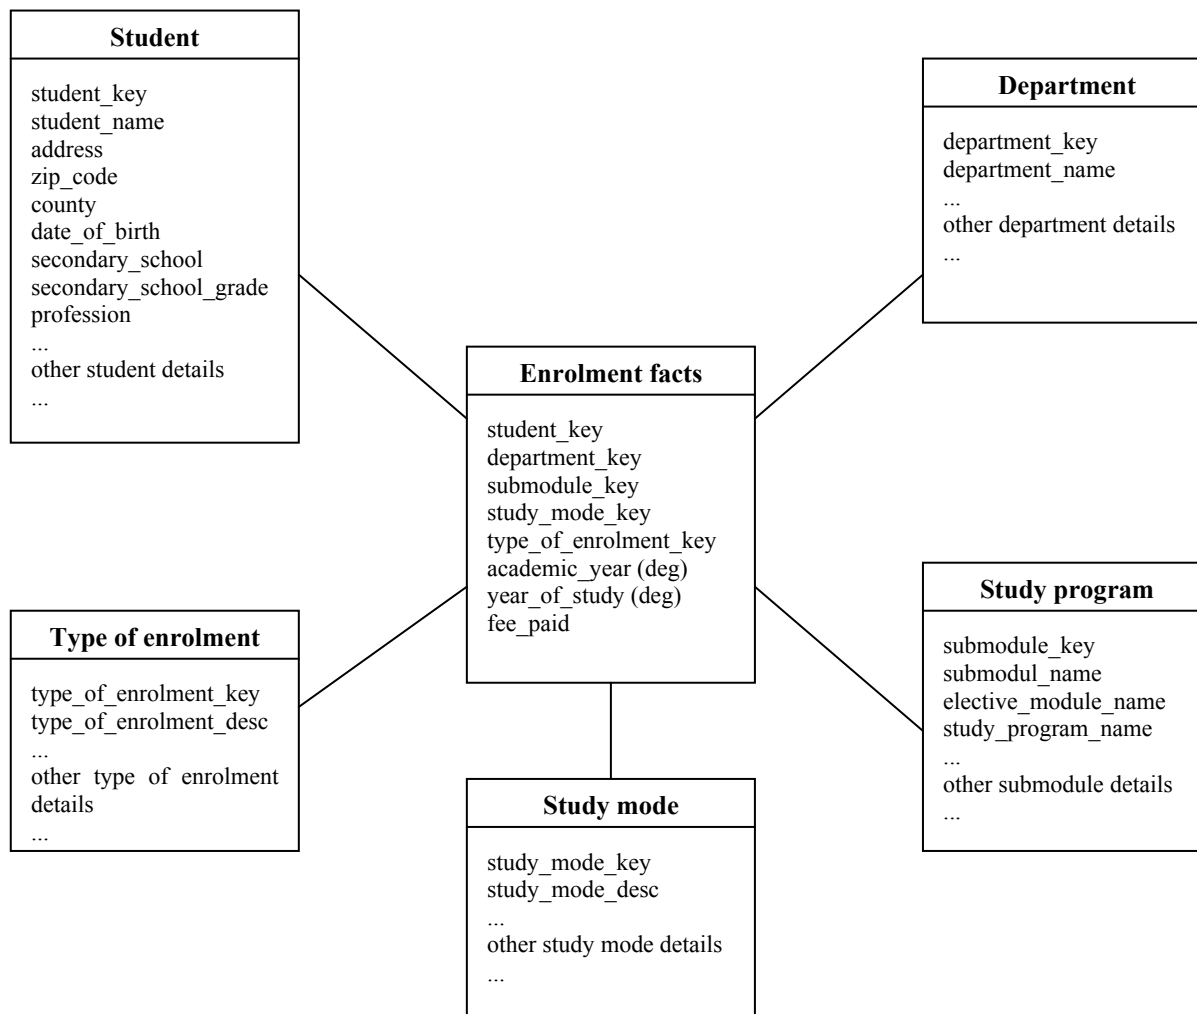 Student
student_key
student_name
address
zip_code
county
date_of_birth
secondary_school
secondary_school_grade
profession
...
other student details
...
Department
department_key
department_name
...
other department details
...
Enrolment facts
student_key
department_key
submodule_key
study_mode_key
type_of_enrolment_key
academic_year (deg)
year_of_study (deg)
fee_paid
Type of enrolment
type_of_enrolment_key
type_of_enrolment_desc
...
other type of enrolment
details
...
Study mode
study_mode_key
study_mode_desc
...
other study mode details
...
Study program
submodule_key
submodul_name
elective_module_name
study_program_name
...
other submodule details
...